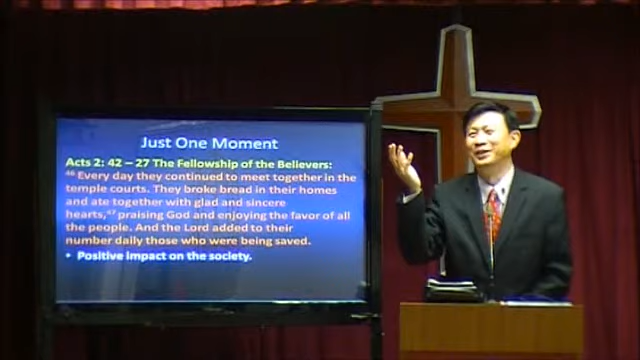 Just One Moment
Acts 2: 42 – 27 The Fellowship of the Believers:
46 Every day they continued to meet together in the
temple courts. They broke bread in their homes
and ate together with glad and sincere
hearts,47 praising God and enjoying the favor of all
the people. And the Lord added to their
number daily those who were being saved.
• Positive impact on the society.